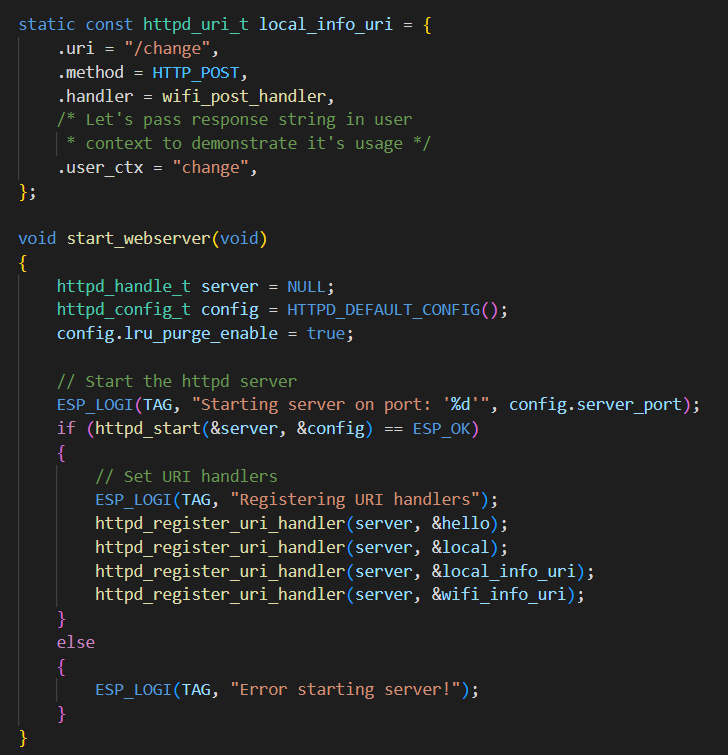 static const httpd_uri_t local_info_uri = {
    .uri = "/change",
    .method = HTTP_POST,
    .handler = wifi_post_handler,
    /* Let's pass response string in user
     * context to demonstrate it's usage */
    .user_ctx = "change",
};

void start_webserver(void)
{
    httpd_handle_t server = NULL;
    httpd_config_t config = HTTPD_DEFAULT_CONFIG();
    config.lru_purge_enable = true;

    // Start the httpd server
    ESP_LOGI(TAG, "Starting server on port: '%d'", config.server_port);
    if (httpd_start(&server, &config) == ESP_OK)
    {
        // Set URI handlers
        ESP_LOGI(TAG, "Registering URI handlers");
        httpd_register_uri_handler(server, &hello);
        httpd_register_uri_handler(server, &local);
        httpd_register_uri_handler(server, &local_info_uri);
        httpd_register_uri_handler(server, &wifi_info_uri);
    }
    else
    {
        ESP_LOGI(TAG, "Error starting server!");
    }
}